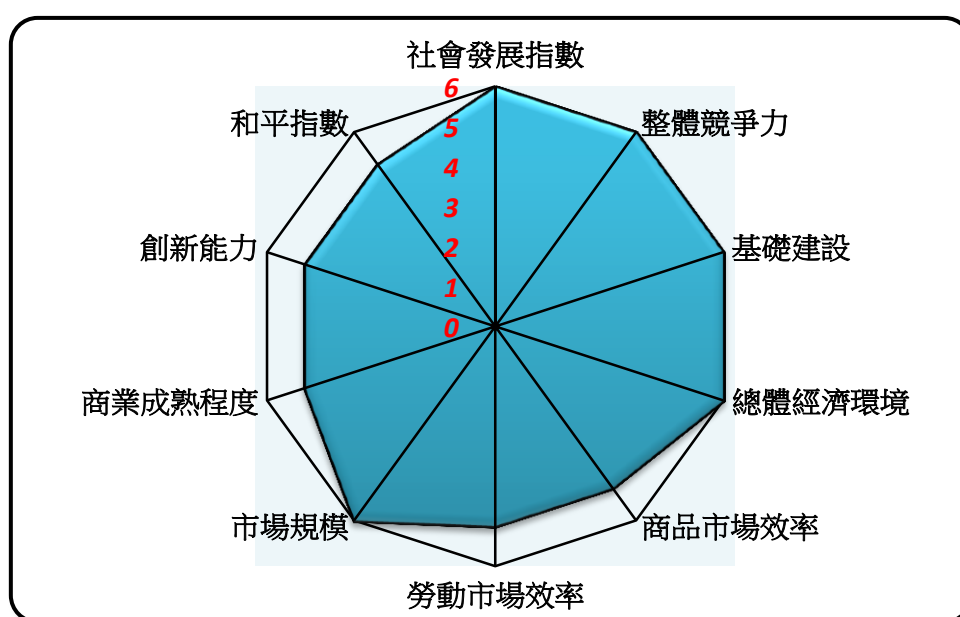 社會發展指數
6
5
4
3
2
1
0
整體競爭力
基礎建設
總體經濟環境
商品市場效率
勞動市場效率
市場規模
商業成熟程度
創新能力
和平指數